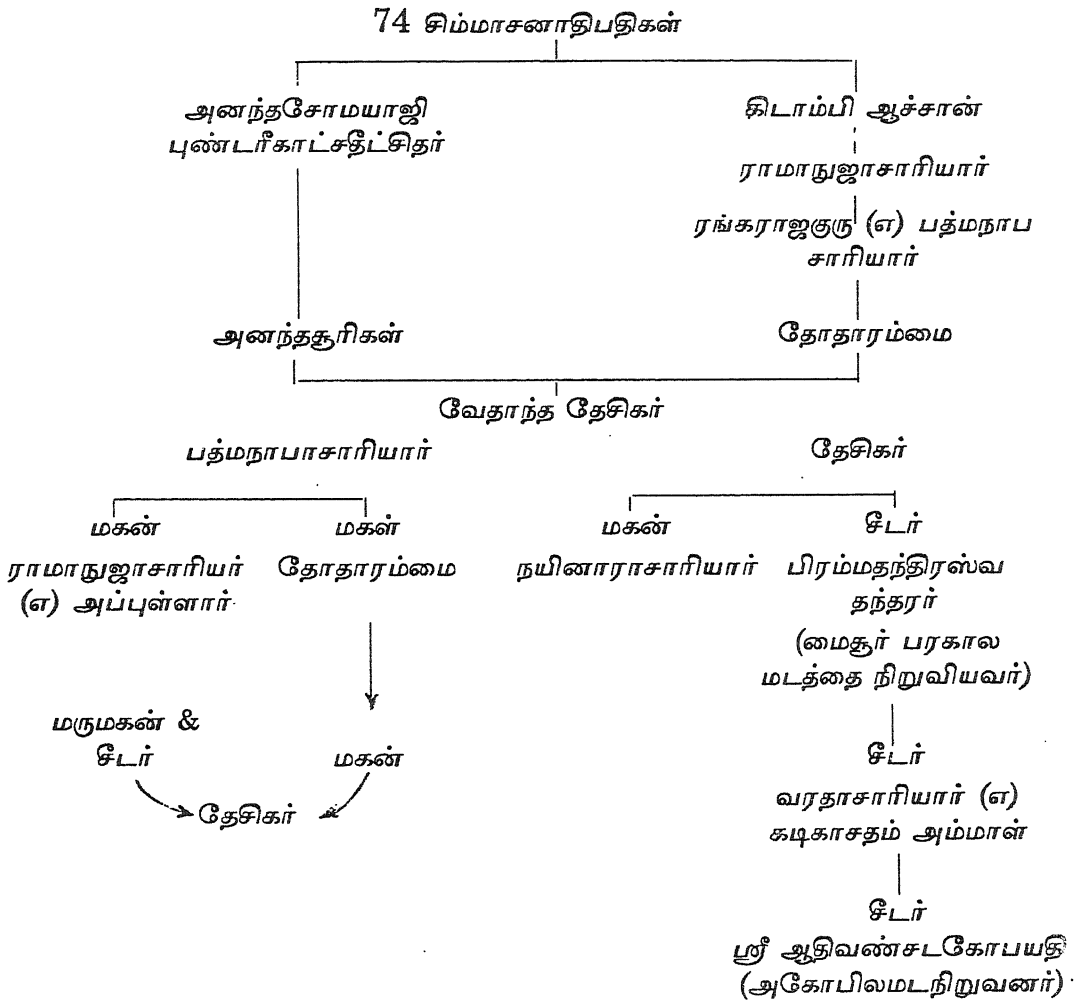 74 சிம்மாசனாதிபதிகள்
அனந்தசோமயாஜி
புண்டரீகாட்சதீட்சிதர்
கிடாம்பி ஆச்சான்
ராமாநுஜாசாரியார்
ரங்கராஜகுரு (எ) பத்மநாப
சாரியார்
அனந்தசூரிகள்
தோதாரம்மை
வேதாந்த தேசிகர்
பத்மநாபாசாரியார்
தேசிகர்
மகன்
மகள்
மகன்
சீடர்
ராமாநுஜாசாரியர்
(எ) அப்புள்ளார்
தோதாரம்மை
நயினாராசாரியார்
பிரம்மதந்திரஸ்வ
தந்தரர்
(மைசூர் பரகால
மடத்தை நிறுவியவர்)
மருமகன் &
சீடர்
மகன்
தேசிகர்
சீடர்
வரதாசாரியார் (எ)
கடிகாசதம் அம்மாள்
சீடர்
ஸ்ரீ ஆதிவண்சடகோபயதி
(அகோபிலமடநிறுவனர்)